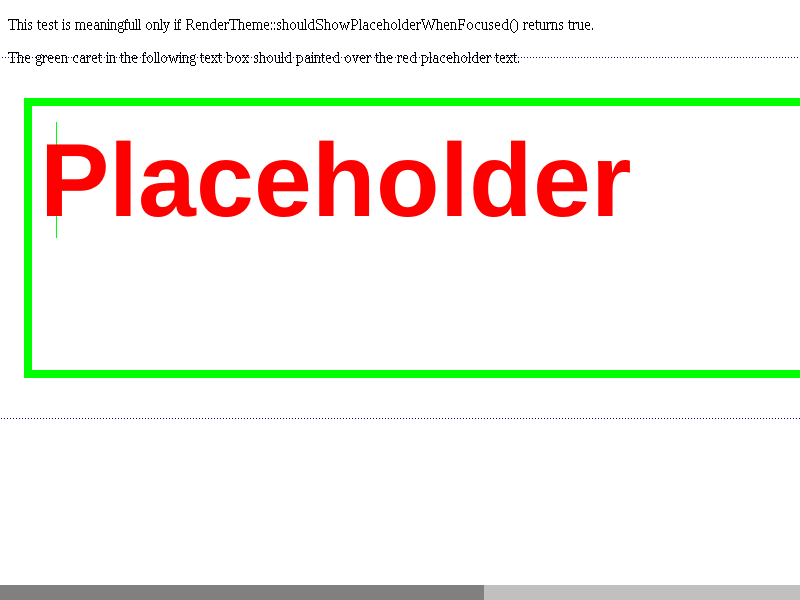 This test is meaningfull only if RenderTheme::shouldShowPlaceholderWhenFocused() returns true.
The green caret in the following text box should painted over the red placeholder text.
Placeholder